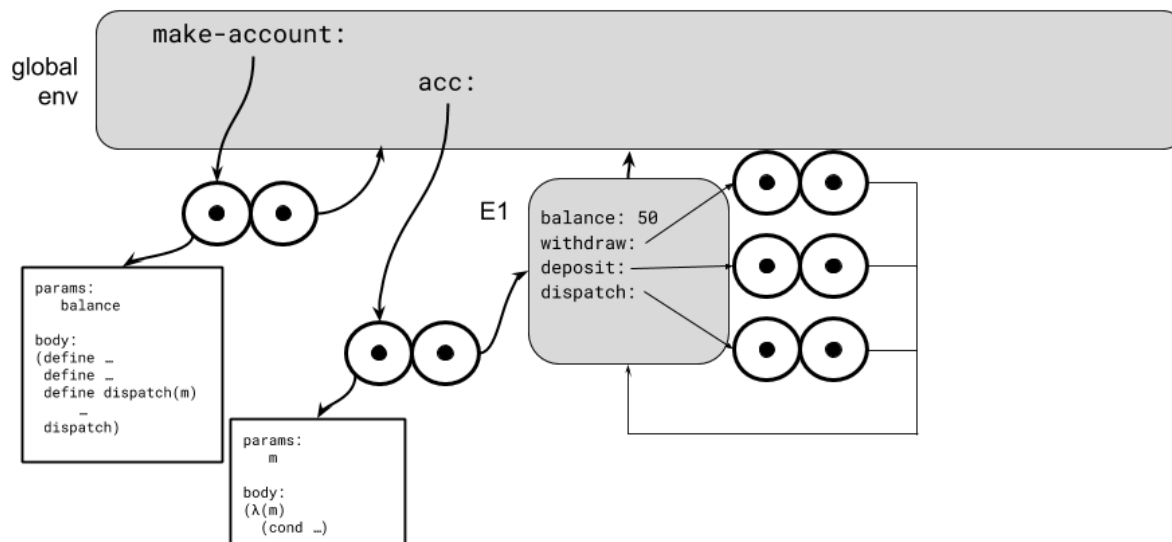 make-account:
global
env
acc:
E1
balance: 50
withdraw:
deposit:
dispatch:
params:
balance
body:
(define …
define …
define dispatch(m)
…
dispatch)
params:
m
body:
(λ(m)
(cond …)